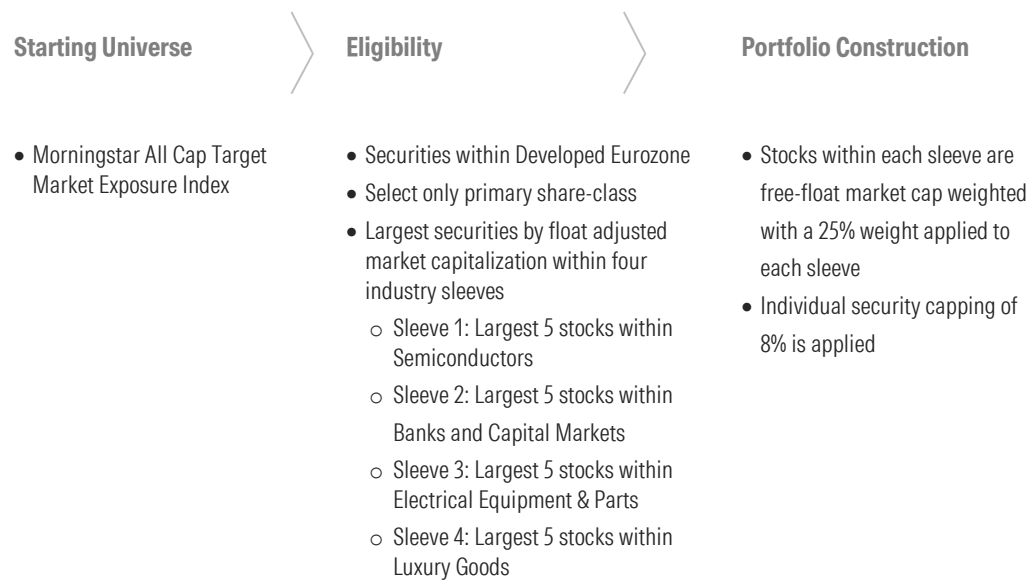 Starting Universe
Eligibility
Portfolio Construction
• Morningstar All Cap Target
Market Exposure Index
• Securities within Developed Eurozone
• Select only primary share-class
• Largest securities by float adjusted
market capitalization within four
industry sleeves
o Sleeve 1: Largest 5 stocks within
Semiconductors
o Sleeve 2: Largest 5 stocks within
Banks and Capital Markets
o Sleeve 3: Largest 5 stocks within
Electrical Equipment & Parts
o Sleeve 4: Largest 5 stocks within
Luxury Goods
• Stocks within each sleeve are
free-float market cap weighted
with a 25% weight applied to
each sleeve
• Individual security capping of
8% is applied